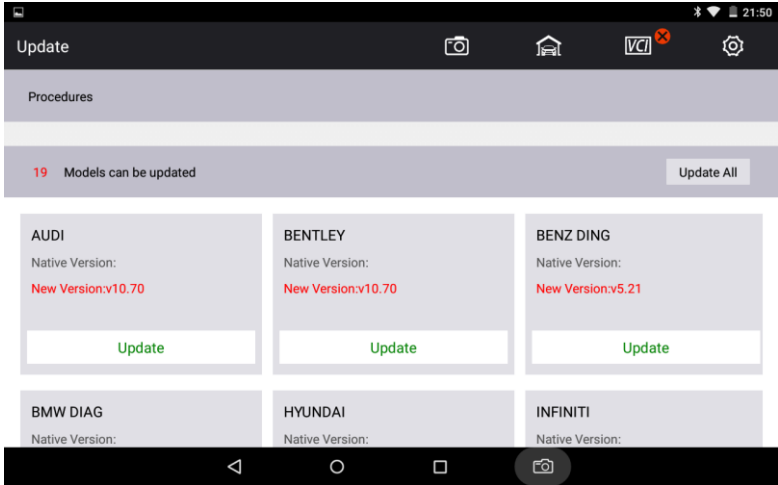 21:50
Update
VCI
Procedures
19 Models can be updated
Update All
AUDI
Native Version:
New Version:v10.70
Update
BENTLEY
Native Version:
New Version:v10.70
Update
BENZ DING
Native Version:
New Version:v5.21
Update
BMW DIAG
Native Version:
HYUNDAI
Native Version:
INFINITI
Native Version: